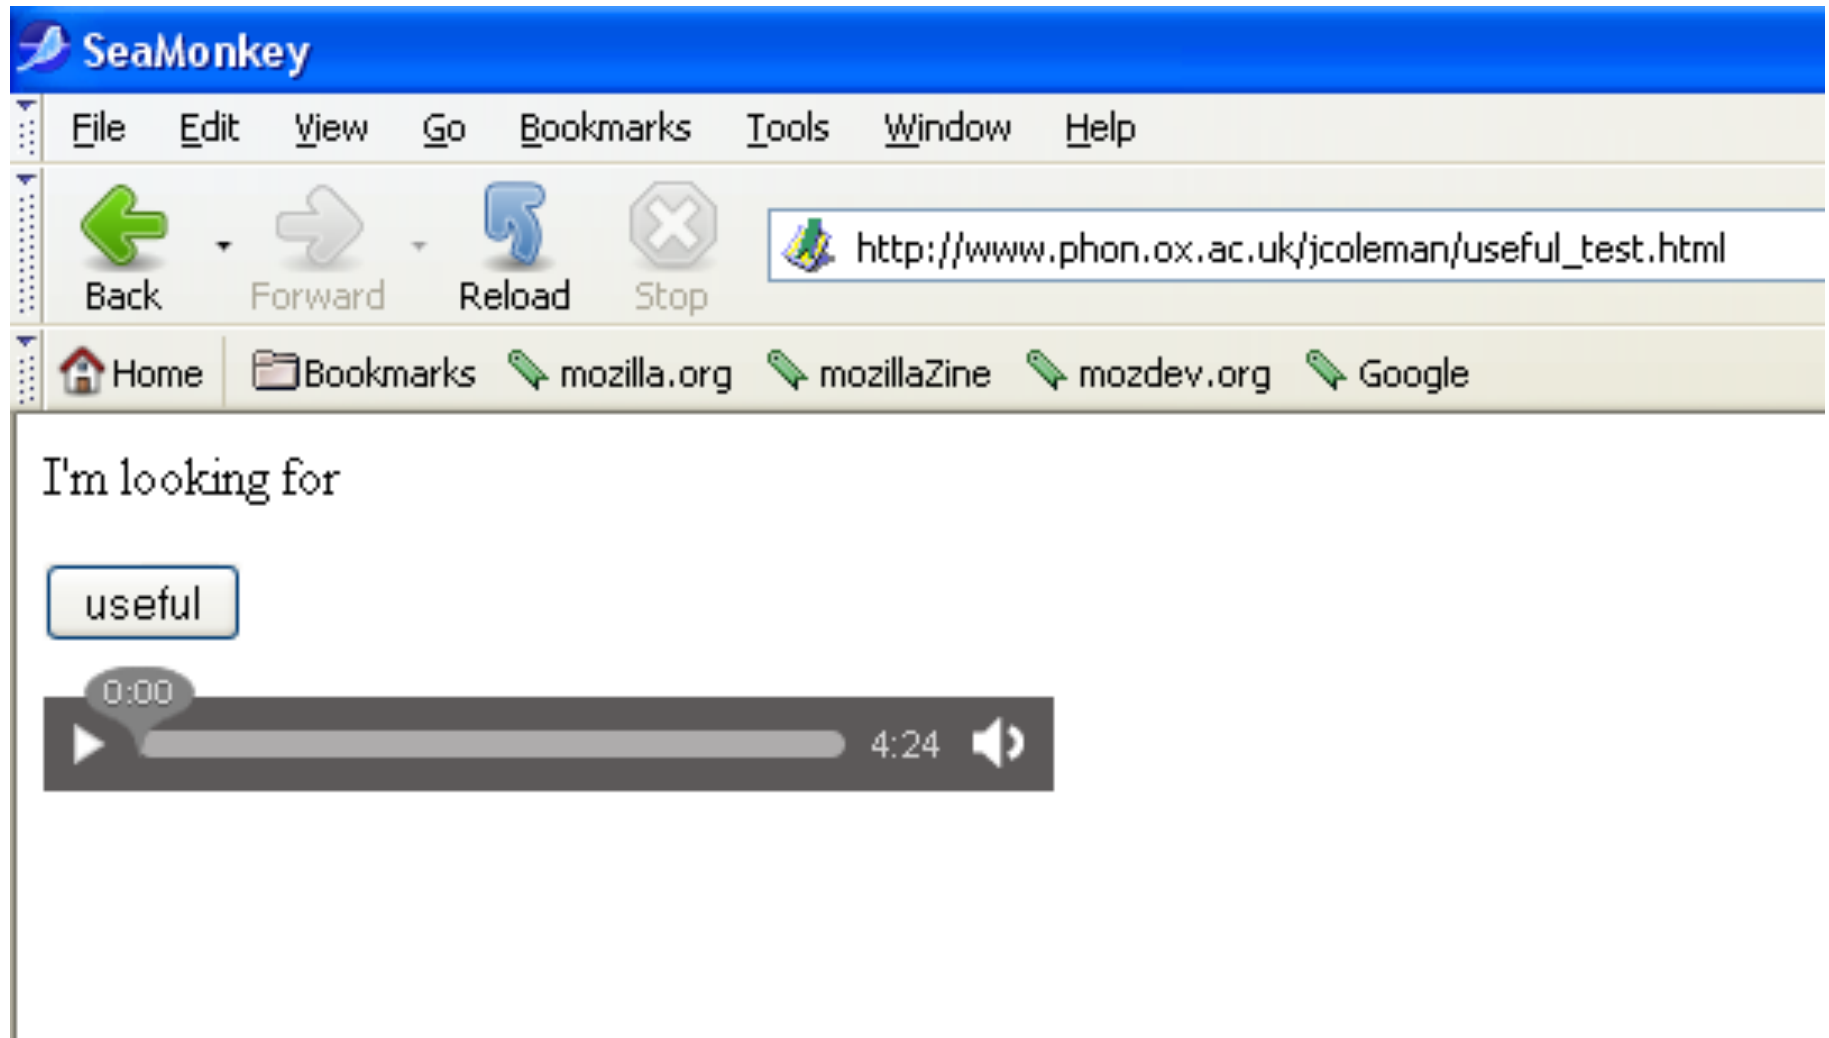 SeaMonkey
File Edit View Go Bookmarks Tools Window Help
http://www.phon.ox.ac.uk/jcoleman/useful_test.html
Back Forward Reload Stop
Home Bookmarks mozilla.org mozillaZine mozdev.org Google
I'm looking for
useful
0:00
4:24